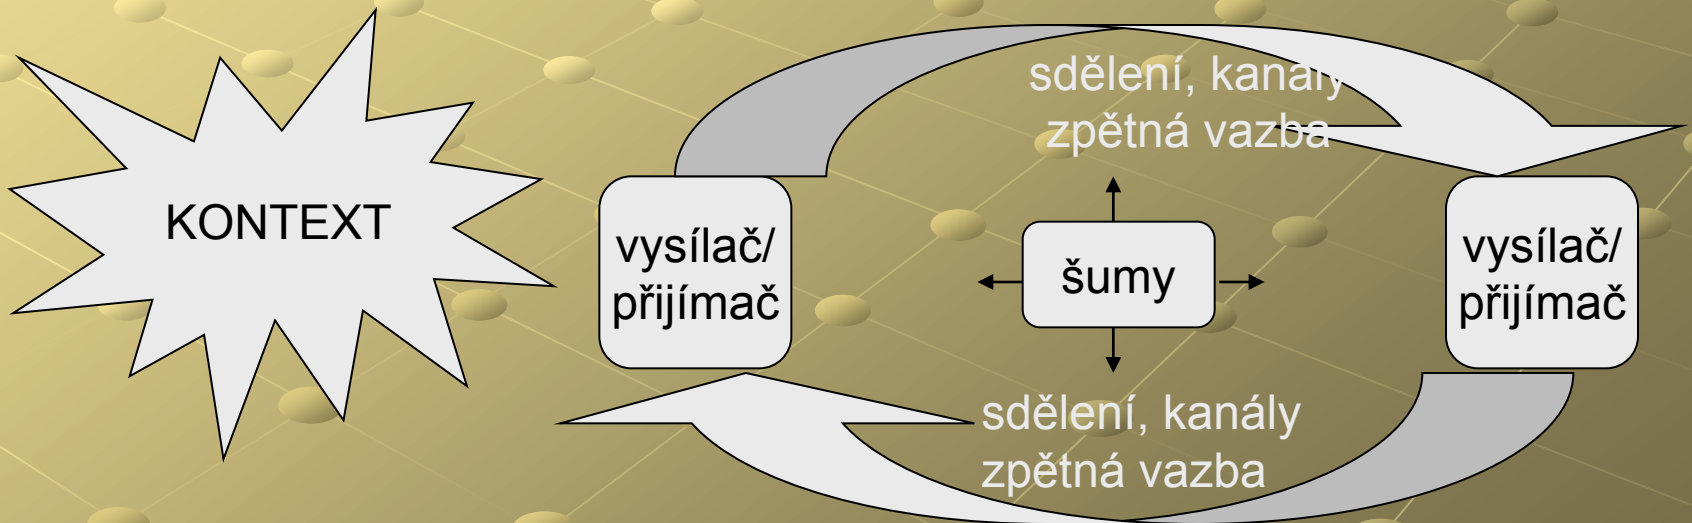 sdělení, kanály
zpětná vazba
KONTEXT
vysílač/
přijímač
šumy
vysílač/
přijímač
sdělení, kanály
zpětná vazba